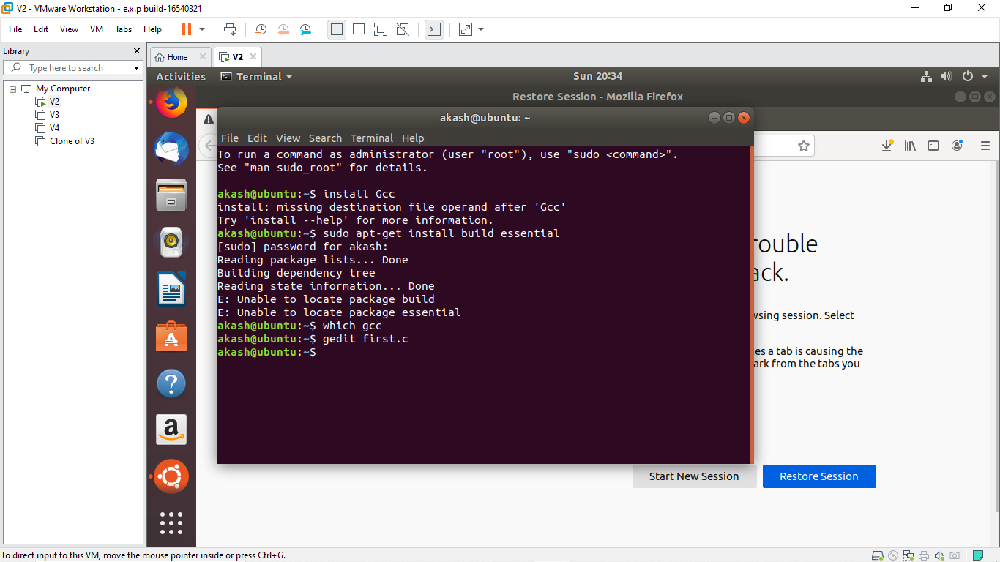 V2 - VMware Workstation - e.x.p build-16540321
File Edit View VM Tabs Help
Library
Type here to search
My Computer
V2
V3
V4
Clone of V3
Home
V2
Activities
Terminal
Sun 20:34
Restore Session - Mozilla Firefox
akash@ubuntu: ~
File Edit View Search Terminal Help
To run a command as administrator (user "root"), use "sudo <command>".
See "man sudo_root" for details.
akash@ubuntu:~$ install Gcc
install: missing destination file operand after 'Gcc'
Try 'install --help' for more information.
akash@ubuntu:~$ sudo apt-get install build essential
[sudo] password for akash:
Reading package lists... Done
Building dependency tree
Reading state information... Done
E: Unable to locate package build
E: Unable to locate package essential
akash@ubuntu:~$ which gcc
akash@ubuntu:~$ gedit first.c
akash@ubuntu:~$
rouble
ack.
wsing session. Select
es a tab is causing the
ark from the tabs you
Start New Session
Restore Session
To direct input to this VM, move the mouse pointer inside or press Ctrl+G.